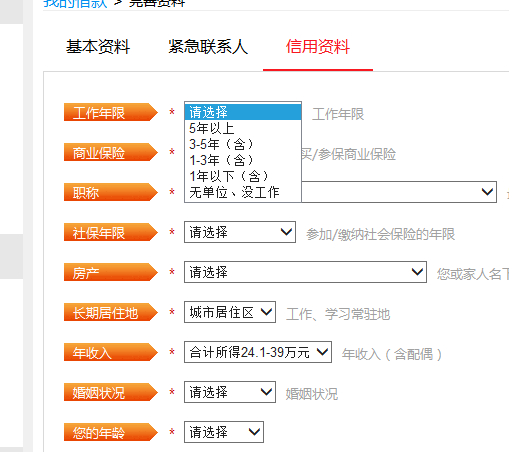 我的借款 > 完善资料
基本资料 紧急联系人 信用资料
工作年限 * 请选择 工作年限
5年以上
3-5年（含）
1-3年（含）
1年以下（含）
无单位、没工作
商业保险 * 买/参保商业保险
职称 *
社保年限 * 请选择 参加/缴纳社会保险的年限
房产 * 请选择 您或家人名下
长期居住地 * 城市居住区 工作、学习常驻地
年收入 * 合计所得24.1-39万元 年收入（含配偶）
婚姻状况 * 请选择 婚姻状况
您的年龄 * 请选择